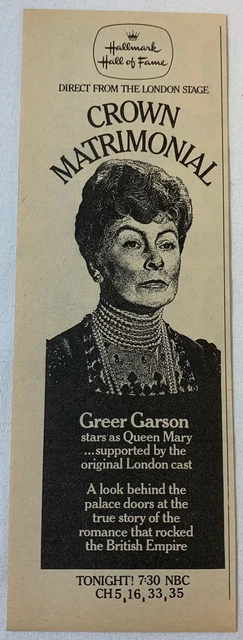 Hallmark
Hall of Fame
DIRECT FROM THE LONDON STAGE
CROWN
MATRIMONIAL
Greer Garson
stars as Queen Mary
...supported by the
original London cast
A look behind the
palace doors at the
true story of the
romance that rocked
the British Empire
TONIGHT! 7:30 NBC
CH 5, 16, 33, 35